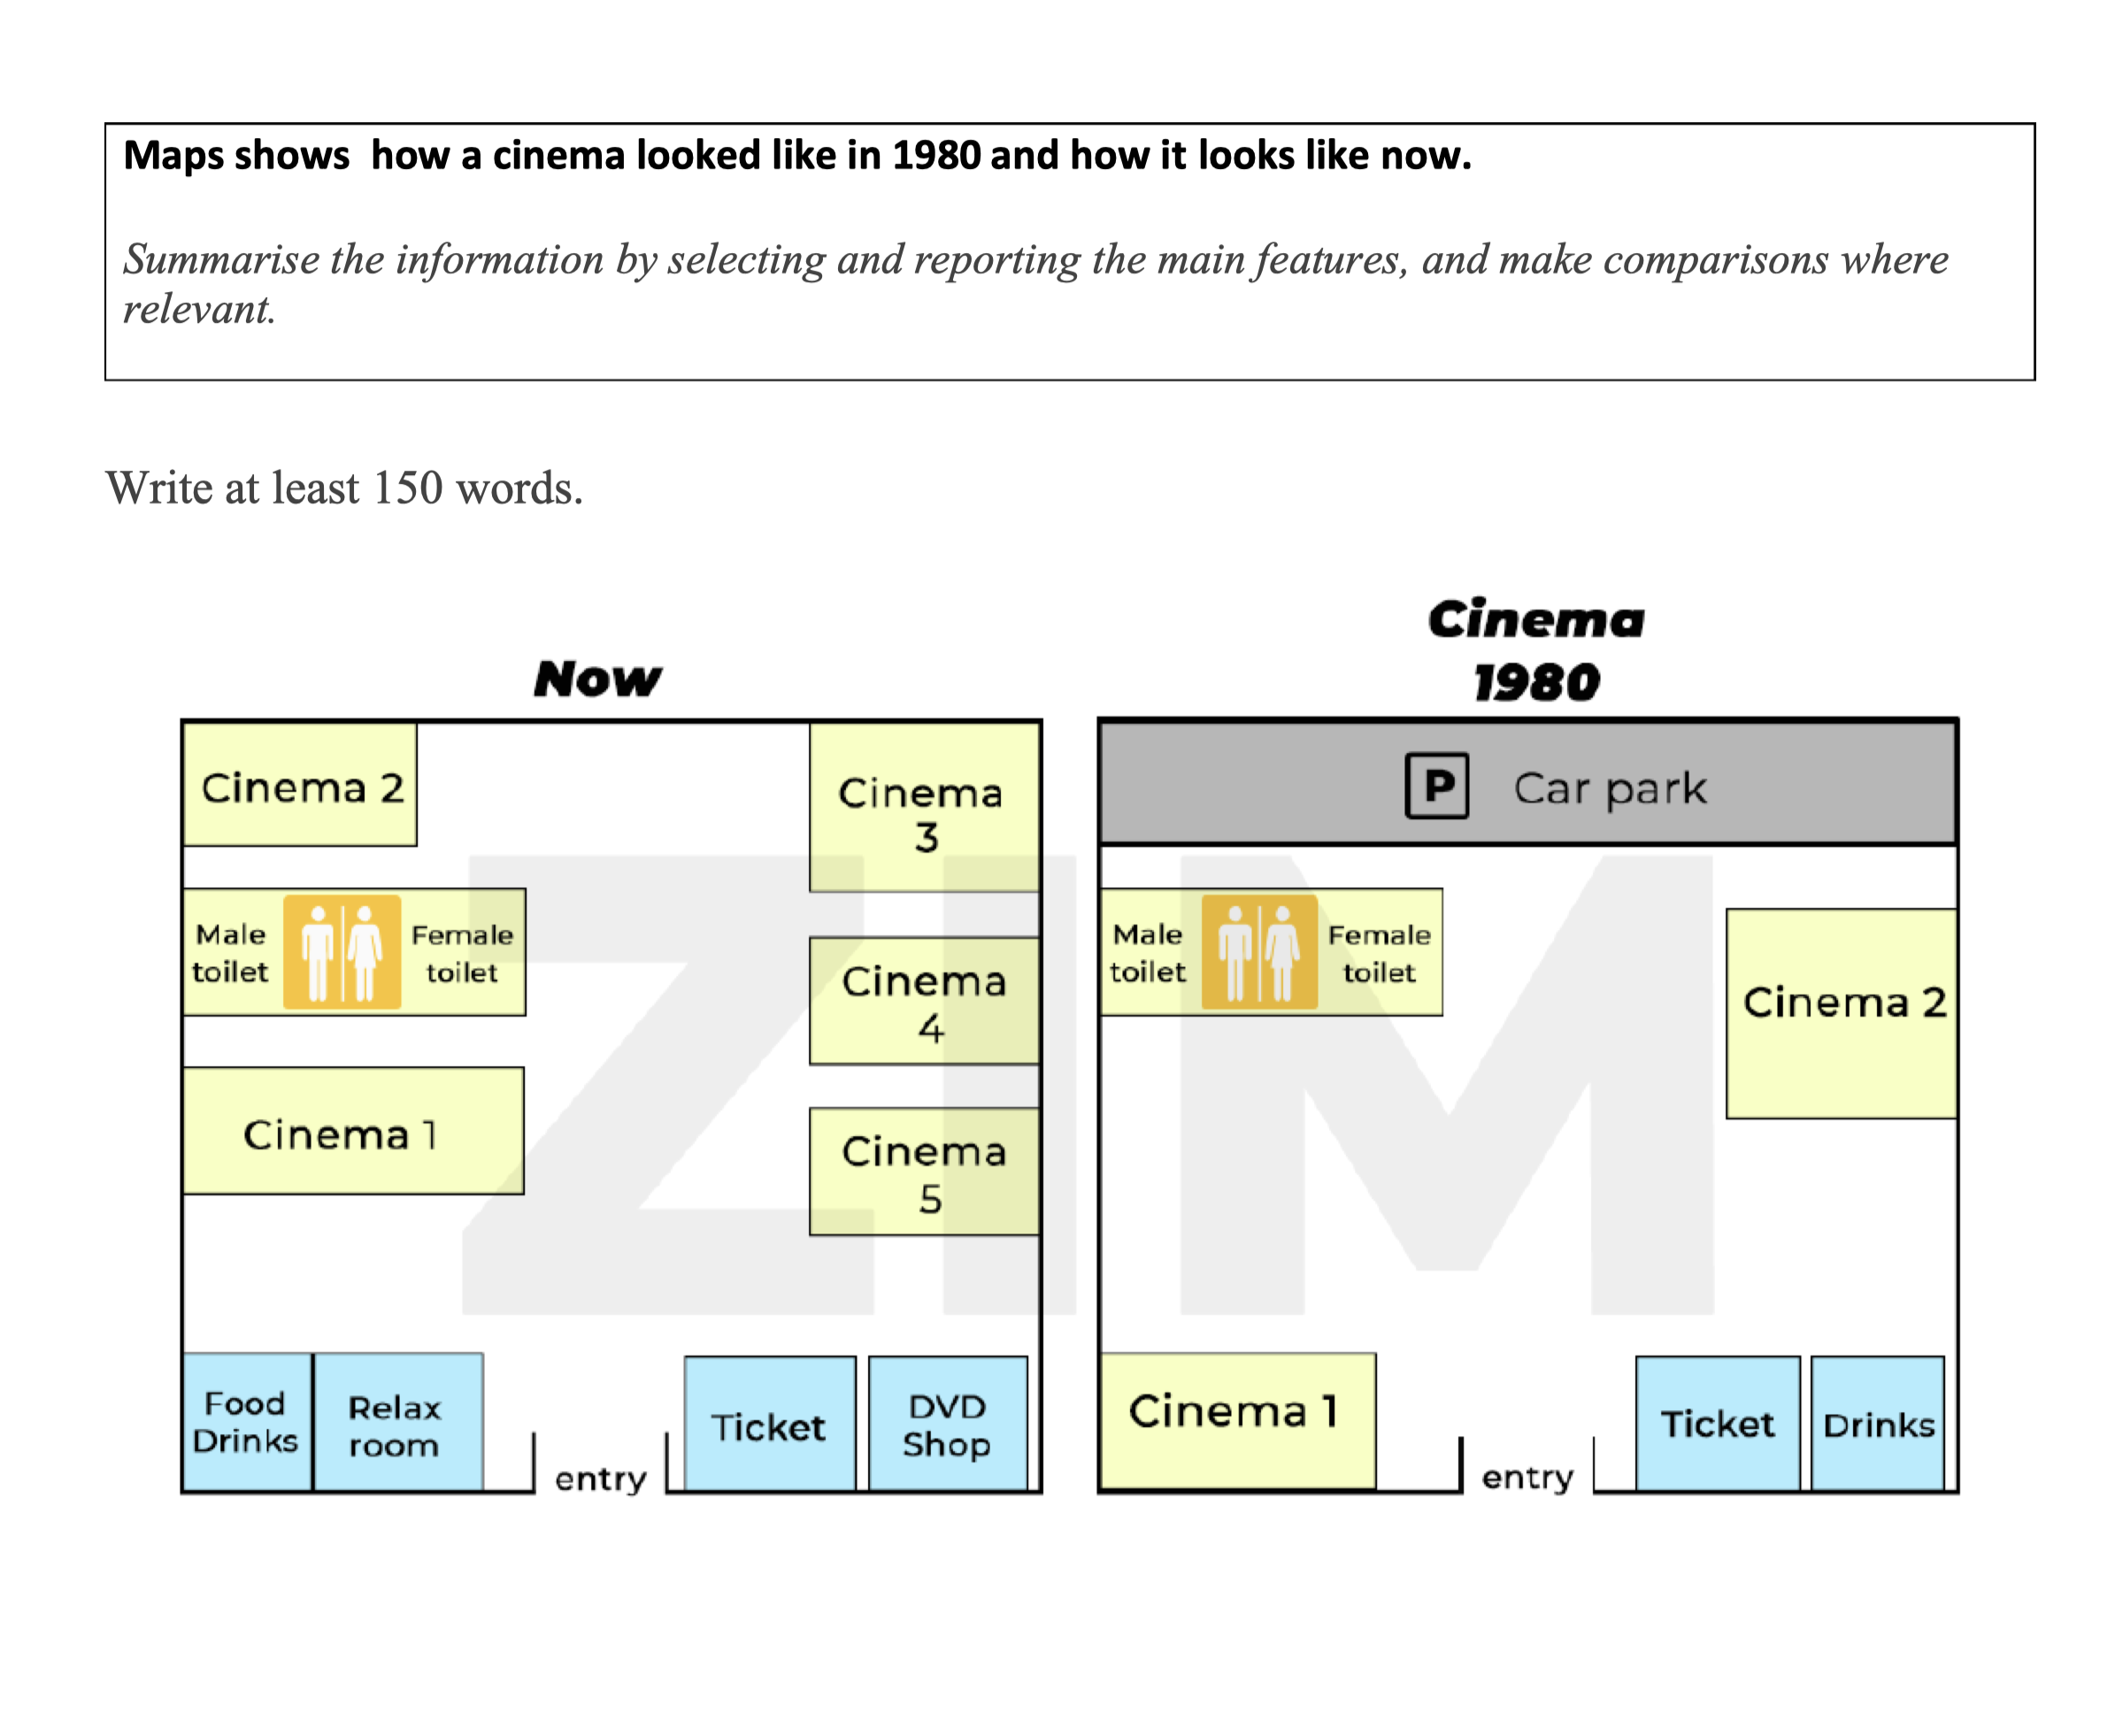 Maps shows  how a cinema looked like in 1980 and how it looks like now.
Summarise the information by selecting and reporting the main features, and make comparisons where
relevant.
Write at least 150 words.
Now
Cinema 2
Cinema
3
Male
toilet
Female
toilet
Cinema
4
Cinema 1
Cinema
5
Food
Drinks
Relax
room
entry
Ticket
DVD
Shop
Cinema
1980
P
Car park
Male
toilet
Female
toilet
Cinema 2
Cinema 1
entry
Ticket
Drinks
ZIM